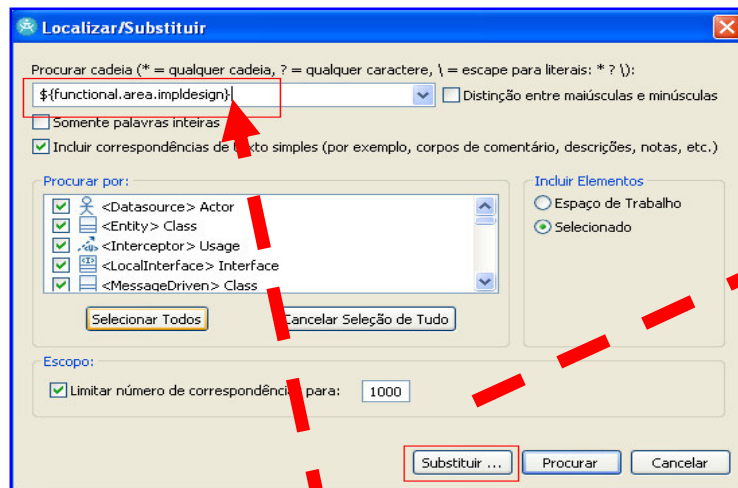 Localizar/Substituir
Procurar cadeia (* = qualquer cadeia, ? = qualquer caractere, \ = escape para literais: * ? \):
${functional.area.impldesign}
Distinção entre maiúsculas e minúsculas
Somente palavras inteiras
Incluir correspondências de texto simples (por exemplo, corpos de comentário, descrições, notas, etc.)
Procurar por:
Incluir Elementos
<Datasource> Actor
<Entity> Class
<Interceptor> Usage
<LocalInterface> Interface
<MessageDriven> Class
Espaço de Trabalho
Selecionado
Selecionar Todos
Cancelar Seleção de Tudo
Escopo:
Limitar número de correspondências para:
1000
Substituir ...
Procurar
Cancelar